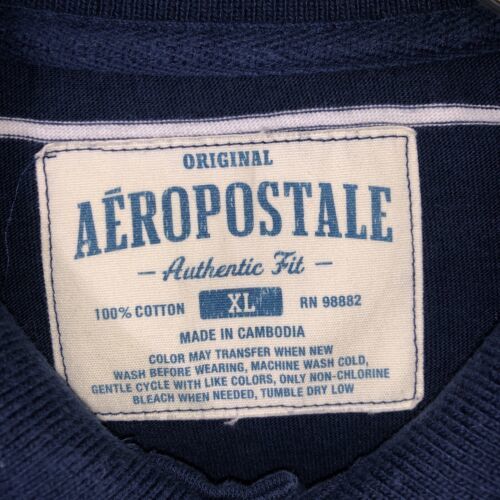 ORIGINAL
AÉROPOSTALE
- Authentic Fit -
100% COTTON XL RN 98882
MADE IN CAMBODIA
COLOR MAY TRANSFER WHEN NEW
WASH BEFORE WEARING, MACHINE WASH COLD,
GENTLE CYCLE WITH LIKE COLORS, ONLY NON-CHLORINE
BLEACH WHEN NEEDED, TUMBLE DRY LOW